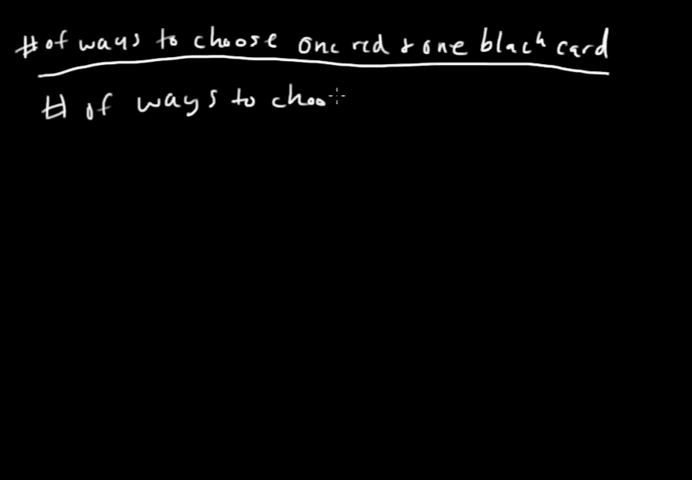 # of ways to choose one red & one black card
# of ways to choo